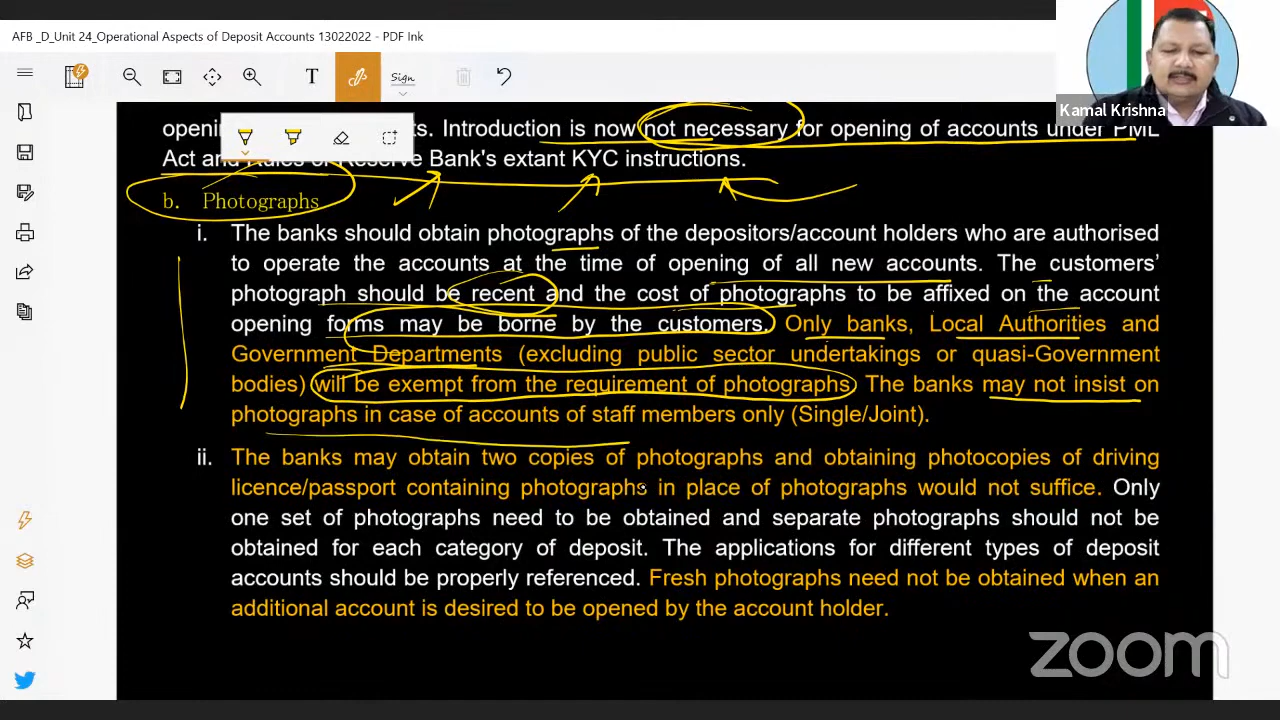 AFB _D_Unit 24_Operational Aspects of Deposit Accounts 13022022 - PDF Ink
Kamal Krishna
T
Sign
Introduction is now not necessary for opening of accounts under PML
Act and Rules or Reserve Bank's extant KYC instructions.
b. Photographs
i. The banks should obtain photographs of the depositors/account holders who are authorised
to operate the accounts at the time of opening of all new accounts. The customers'
photograph should be recent and the cost of photographs to be affixed on the account
opening forms may be borne by the customers. Only banks, Local Authorities and
Government Departments (excluding public sector undertakings or quasi-Government
bodies) will be exempt from the requirement of photographs. The banks may not insist on
photographs in case of accounts of staff members only (Single/Joint).
ii. The banks may obtain two copies of photographs and obtaining photocopies of driving
licence/passport containing photographs in place of photographs would not suffice. Only
one set of photographs need to be obtained and separate photographs should not be
obtained for each category of deposit. The applications for different types of deposit
accounts should be properly referenced. Fresh photographs need not be obtained when an
additional account is desired to be opened by the account holder.
zoom